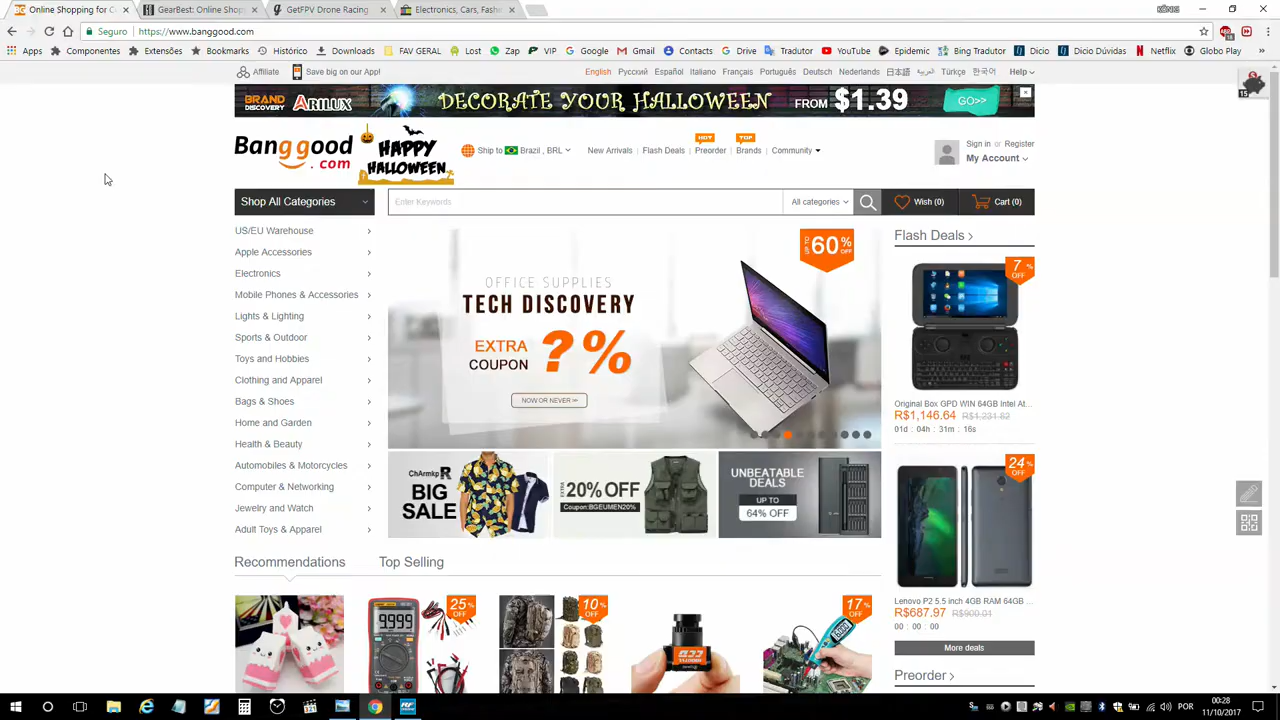 Online Shopping for C
GearBest: Online Shop
GetFPV Drone Racing
Electronics, Cars, Fashi
Seguro
https://www.banggood.com
Apps
Componentes
Extensões
Bookmarks
Histórico
Downloads
FAV GERAL
Lost
Zap
VIP
Google
Gmail
Contacts
Drive
Tradutor
YouTube
Epidemic
Bing Tradutor
Dicio
Dicio Dúvidas
Netflix
Globo Play
»
Affiliate
Save big on our App!
English Русский Español Italiano Français Português Deutsch Nederlands 日本語 العربية Türkçe 한국어 Help
BRAND DISCOVERY ARILUX DECORATE YOUR HALLOWEEN FROM $1.39 GO>>
Banggood.com
HAPPY
HALLOWEEN
Ship to Brazil , BRL
HOT
TOP
New Arrivals Flash Deals Preorder Brands Community
Sign in or Register
My Account
Shop All Categories
Enter Keywords
All categories
Wish (0)
Cart (0)
US/EU Warehouse
Apple Accessories
Electronics
Mobile Phones & Accessories
Lights & Lighting
Sports & Outdoor
Toys and Hobbies
Clothing and Apparel
Bags & Shoes
Home and Garden
Health & Beauty
Automobiles & Motorcycles
Computer & Networking
Jewelry and Watch
Adult Toys & Apparel
UP TO 60% OFF
OFFICE SUPPLIES
TECH DISCOVERY
EXTRA
COUPON
?%
NOW OR NEVER >>
ChArmkpR
BIG
SALE
EXTRA 20% OFF
Coupon:BGEUMEN20%
UNBEATABLE
DEALS
UP TO
64% OFF
Flash Deals
7% OFF
Original Box GPD WIN 64GB Intel At...
R$1,146.64 R$1,231.62
01d : 04h : 31m : 16s
24% OFF
Lenovo P2 5.5 inch 4GB RAM 64GB ...
R$687.97 R$900.01
00 : 00 : 00
More deals
Preorder
Recommendations
Top Selling
25% OFF
9999
10% OFF
17% OFF
POR
00:28
11/10/2017